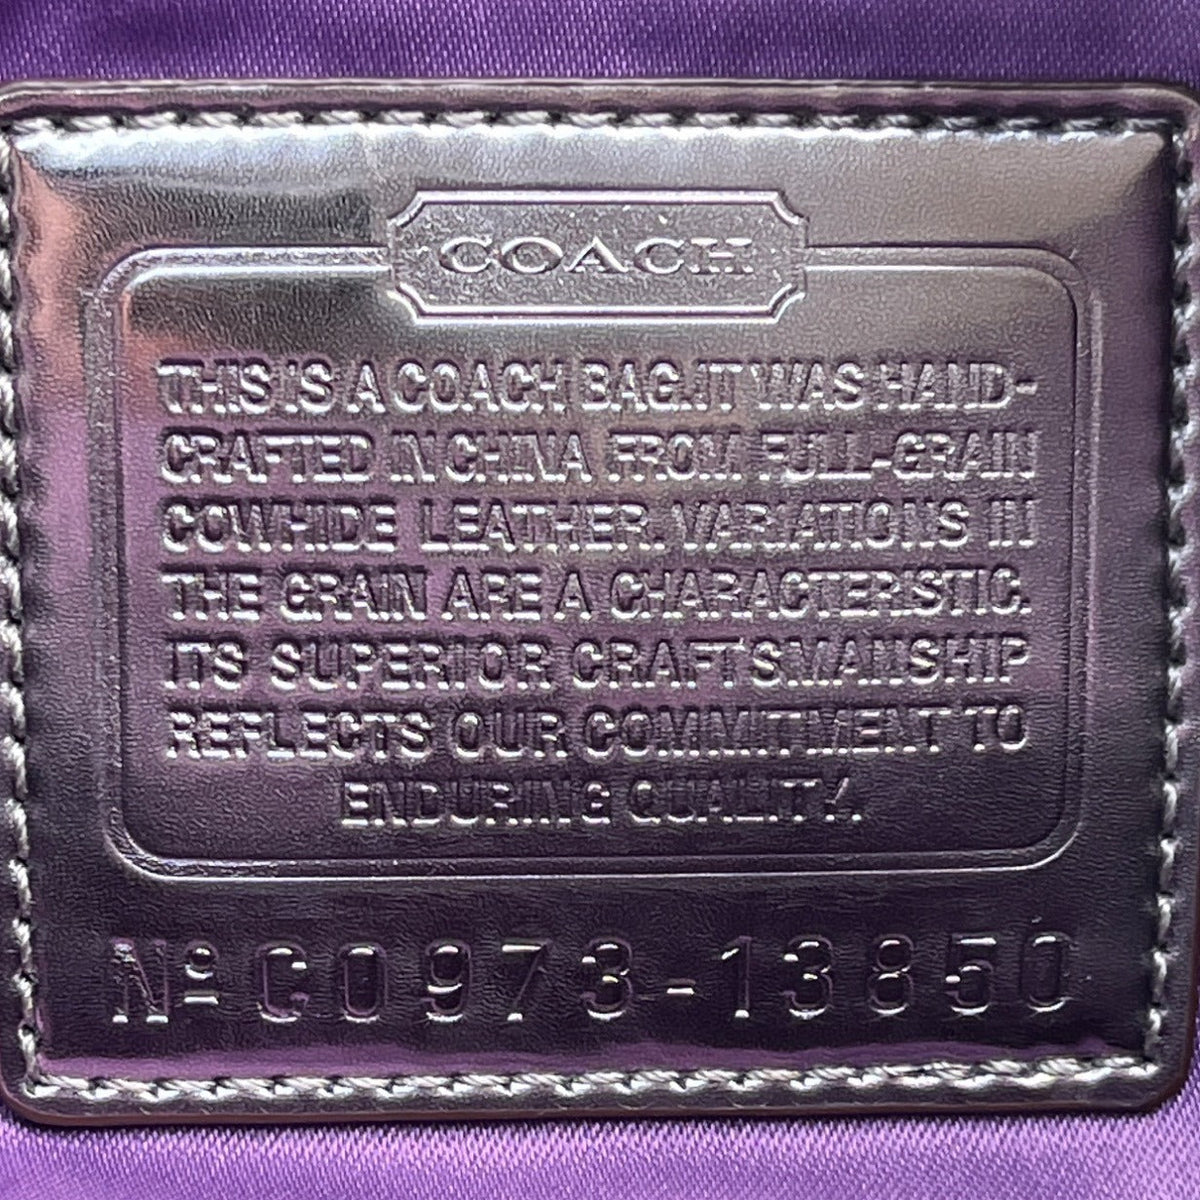 COACH
THIS IS A COACH BAG.IT WAS HAND-
CRAFTED IN CHINA FROM FULL-GRAIN
COWHIDE LEATHER. VARIATIONS IN
THE GRAIN ARE A CHARACTERISTIC.
ITS SUPERIOR CRAFTSMANSHIP
REFLECTS OUR COMMITMENT TO
ENDURING QUALITY.
Nº C0973-13850